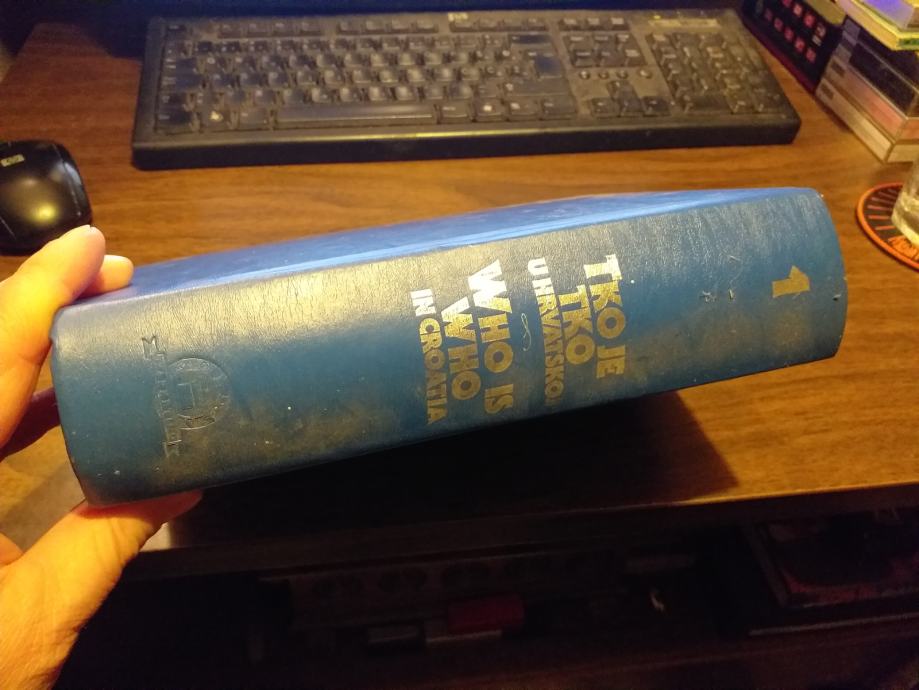 1
TKO JE
TKO
U HRVATSKOJ
WHO IS
WHO
IN CROATIA